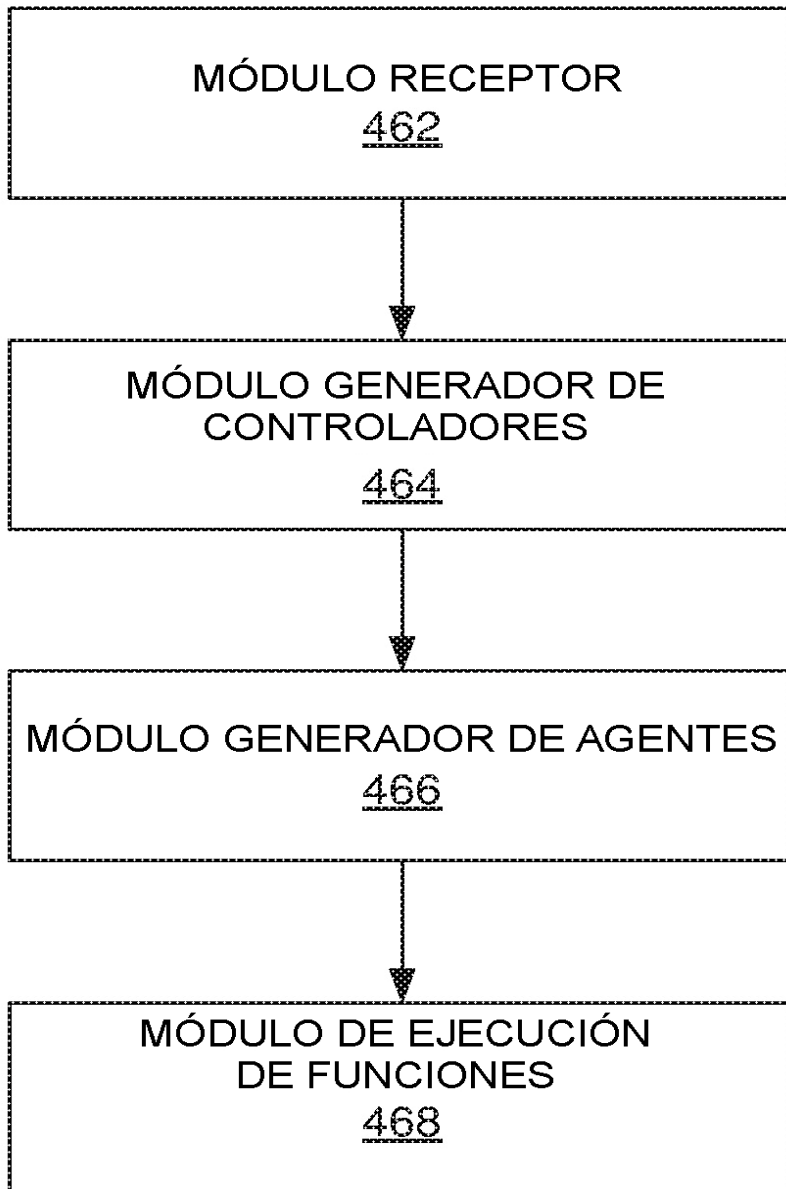 MÓDULO RECEPTOR
462
MÓDULO GENERADOR DE
CONTROLADORES
464
MÓDULO GENERADOR DE AGENTES
466
MÓDULO DE EJECUCIÓN
DE FUNCIONES
468